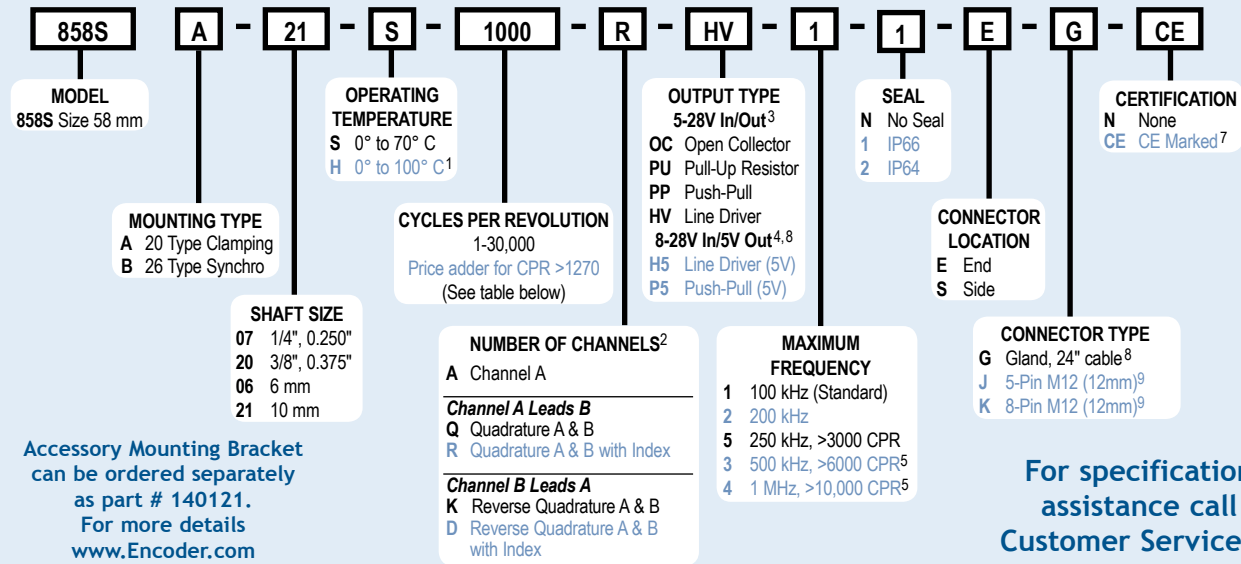 858S - A - 21 - S - 1000 - R - HV - 1 - 1 - E - G - CE
MODEL
858S Size 58 mm
MOUNTING TYPE
A 20 Type Clamping
B 26 Type Synchro
SHAFT SIZE
07 1/4", 0.250"
20 3/8", 0.375"
06 6 mm
21 10 mm
OPERATING
TEMPERATURE
S 0° to 70° C
H 0° to 100° C1
CYCLES PER REVOLUTION
1-30,000
Price adder for CPR >1270
(See table below)
NUMBER OF CHANNELS2
A Channel A
Channel A Leads B
Q Quadrature A & B
R Quadrature A & B with Index
Channel B Leads A
K Reverse Quadrature A & B
D Reverse Quadrature A & B
with Index
OUTPUT TYPE
5-28V In/Out3
OC Open Collector
PU Pull-Up Resistor
PP Push-Pull
HV Line Driver
8-28V In/5V Out4,8
H5 Line Driver (5V)
P5 Push-Pull (5V)
MAXIMUM
FREQUENCY
1 100 kHz (Standard)
2 200 kHz
5 250 kHz, >3000 CPR
3 500 kHz, >6000 CPR5
4 1 MHz, >10,000 CPR5
SEAL
N No Seal
1 IP66
2 IP64
CONNECTOR
LOCATION
E End
S Side
CONNECTOR TYPE
G Gland, 24" cable8
J 5-Pin M12 (12mm)9
K 8-Pin M12 (12mm)9
CERTIFICATION
N None
CE CE Marked7
Accessory Mounting Bracket
can be ordered separately
as part # 140121.
For more details
www.Encoder.com
For specification
assistance call
Customer Service